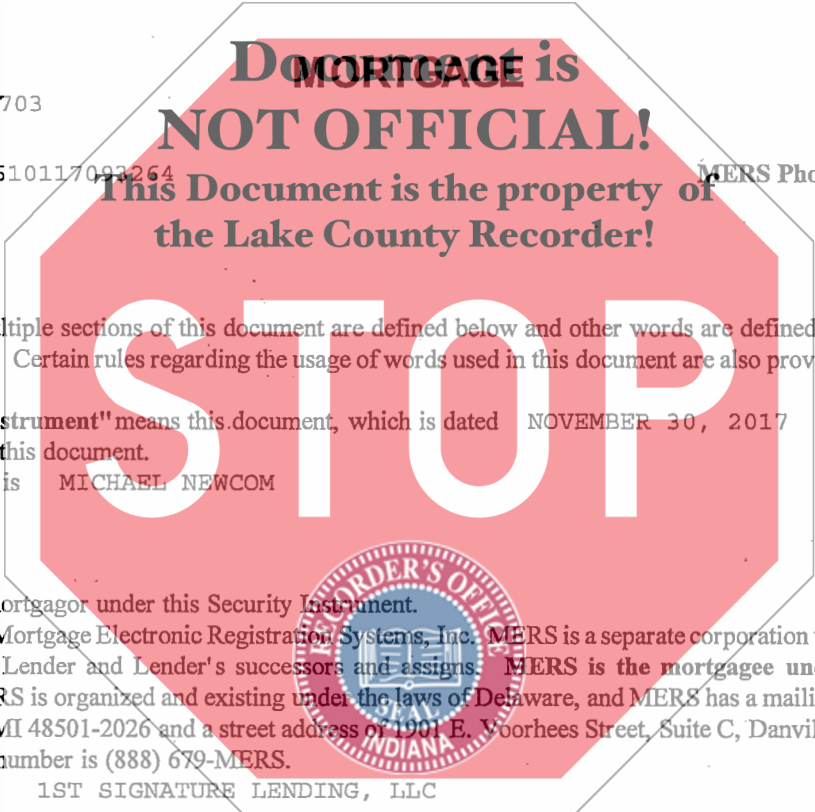 Document is
MORTGAGE
NOT OFFICIAL!
703
510117093264
MERS Pho
This Document is the property of
the Lake County Recorder!
STOP
ltiple sections of this document are defined below and other words are defined
Certain rules regarding the usage of words used in this document are also prov
strument" means this document, which is dated NOVEMBER 30, 2017
this document.
is MICHAEL NEWCOM
ortgagor under this Security Instrument.
Mortgage Electronic Registration Systems, Inc. MERS is a separate corporation
Lender and Lender's successors and assigns. MERS is the mortgagee un
RS is organized and existing under the laws of Delaware, and MERS has a maili
MI 48501-2026 and a street address of 1901 E. Voorhees Street, Suite C, Danvil
number is (888) 679-MERS.
1ST SIGNATURE LENDING, LLC
RECORDER'S OFFICE
SEAL
INDIANA